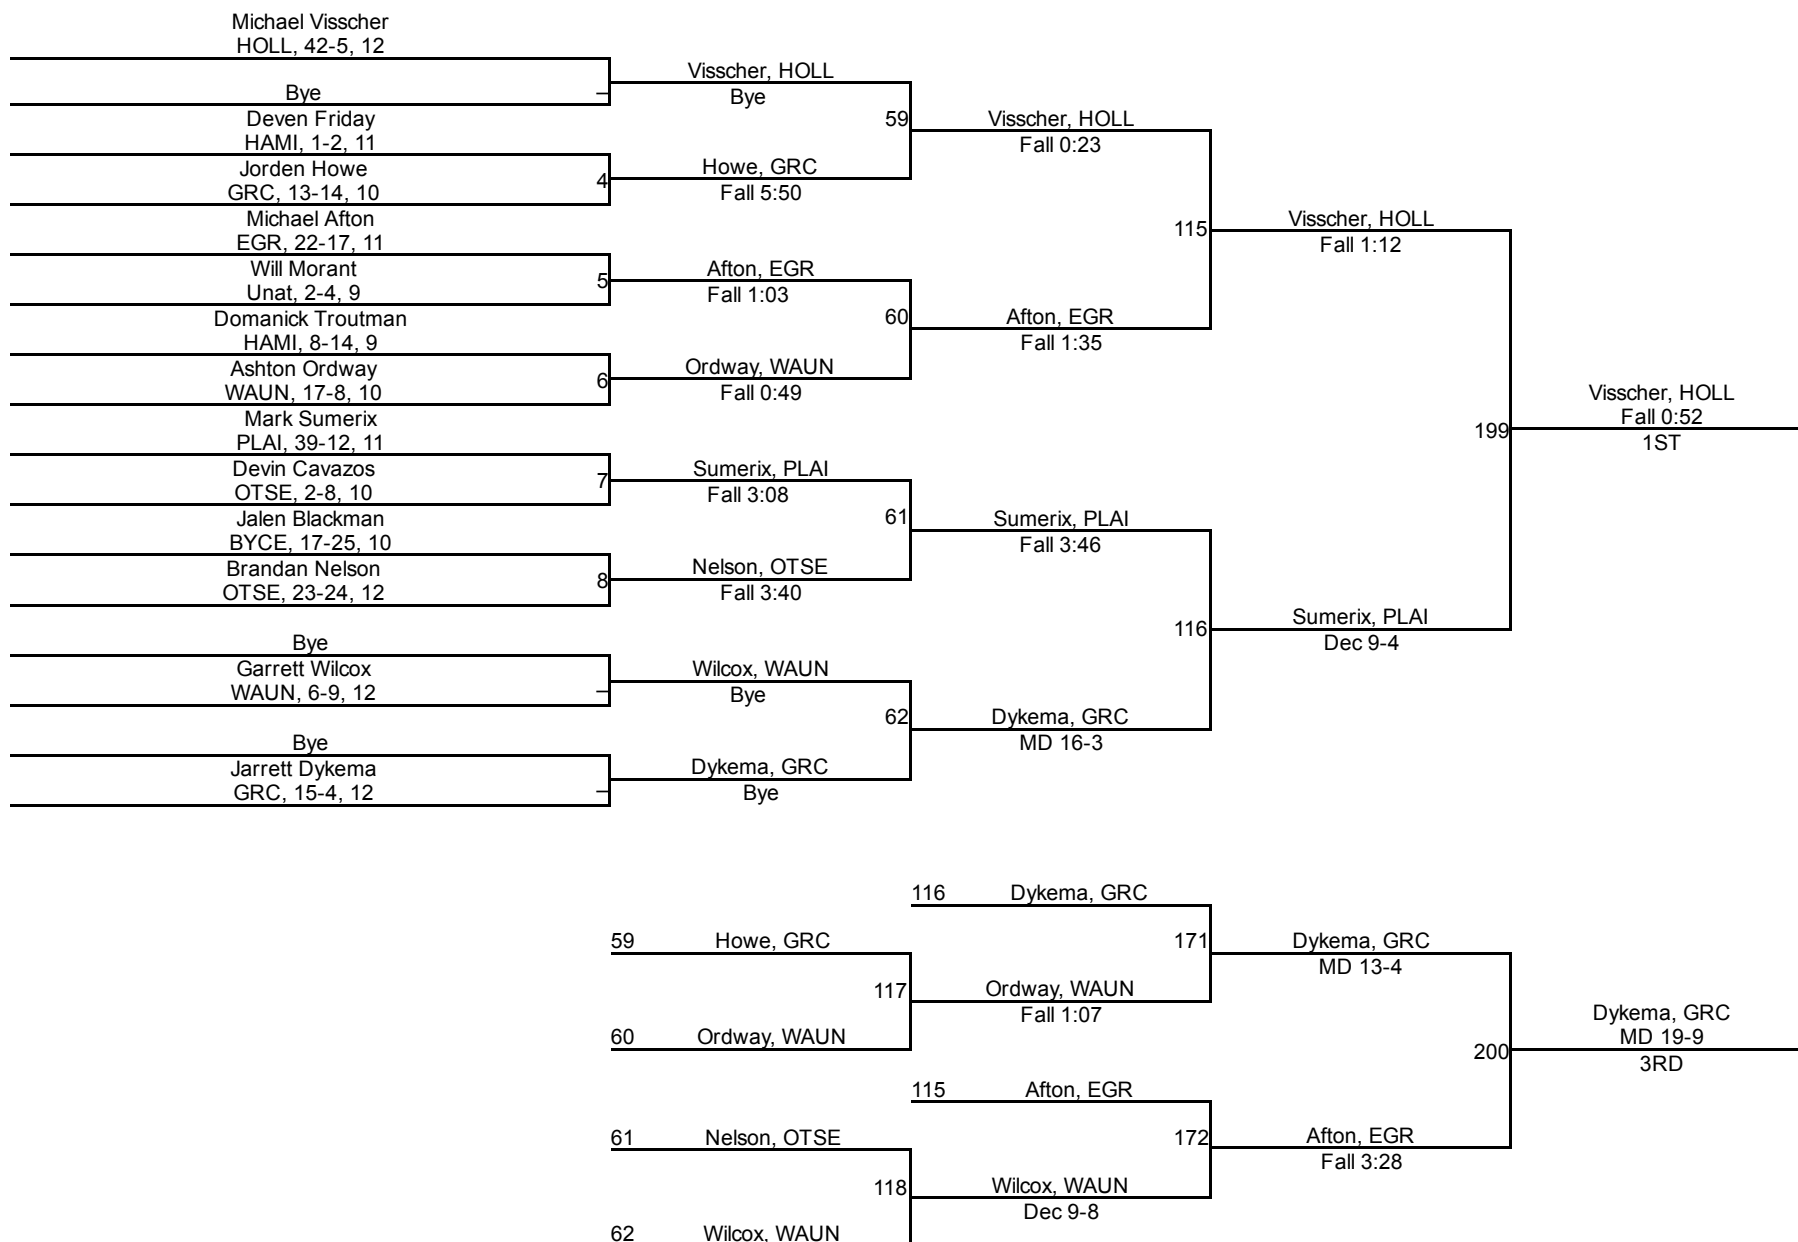 Michael Visscher
HOLL, 42-5, 12
Bye
Deven Friday
HAMI, 1-2, 11
Jorden Howe
GRC, 13-14, 10
Michael Afton
EGR, 22-17, 11
Will Morant
Unat, 2-4, 9
Domanick Troutman
HAMI, 8-14, 9
Ashton Ordway
WAUN, 17-8, 10
Mark Sumerix
PLAI, 39-12, 11
Devin Cavazos
OTSE, 2-8, 10
Jalen Blackman
BYCE, 17-25, 10
Brandan Nelson
OTSE, 23-24, 12
Bye
Garrett Wilcox
WAUN, 6-9, 12
Bye
Jarrett Dykema
GRC, 15-4, 12
–
4
5
6
7
8
–
–
Visscher, HOLL
Bye
Howe, GRC
Fall 5:50
Afton, EGR
Fall 1:03
Ordway, WAUN
Fall 0:49
Sumerix, PLAI
Fall 3:08
Nelson, OTSE
Fall 3:40
Wilcox, WAUN
Bye
Dykema, GRC
Bye
59
60
61
62
Visscher, HOLL
Fall 0:23
Afton, EGR
Fall 1:35
Sumerix, PLAI
Fall 3:46
Dykema, GRC
MD 16-3
115
116
Visscher, HOLL
Fall 1:12
Sumerix, PLAI
Dec 9-4
199
Visscher, HOLL
Fall 0:52
1ST
59 Howe, GRC
60 Ordway, WAUN
61 Nelson, OTSE
62 Wilcox, WAUN
117
118
116 Dykema, GRC
Ordway, WAUN
Fall 1:07
115 Afton, EGR
Wilcox, WAUN
Dec 9-8
171
172
Dykema, GRC
MD 13-4
Afton, EGR
Fall 3:28
200
Dykema, GRC
MD 19-9
3RD